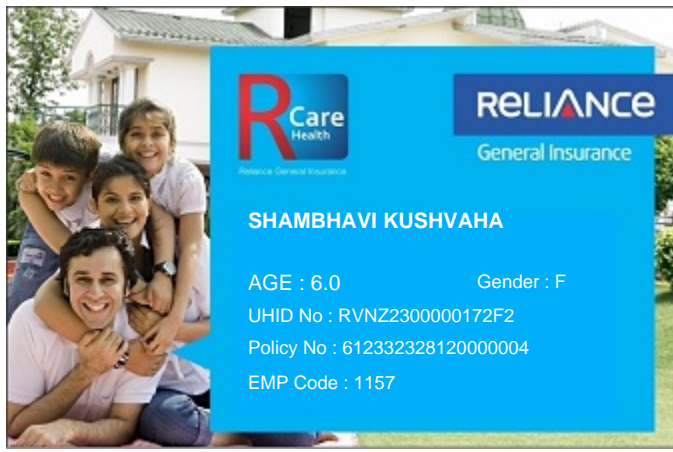 R Care
Health
Reliance General Insurance
RELIANCE
General Insurance
SHAMBHAVI KUSHVAHA
AGE : 6.0 Gender : F
UHID No : RVNZ2300000172F2
Policy No : 612332328120000004
EMP Code : 1157